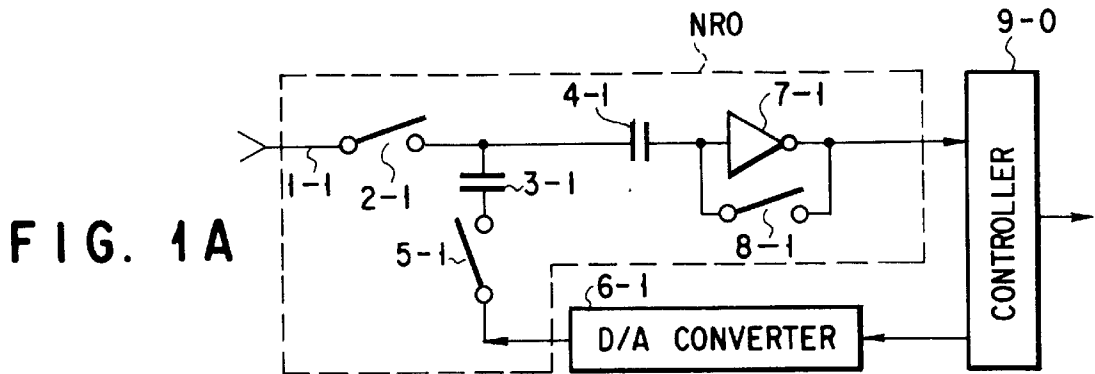 NRO
9-0
4-1
7-1
1-1
2-1
3-1
8-1
5-1
FIG. 1A
6-1
D/A CONVERTER
CONTROLLER